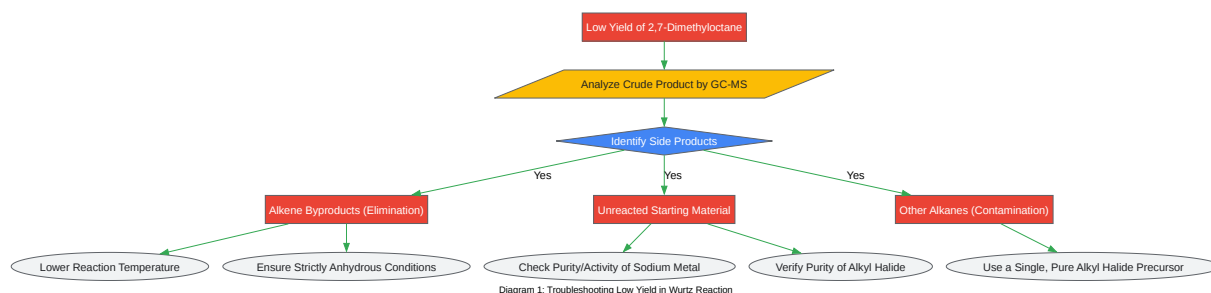 Low Yield of 2,7-Dimethyloctane
Analyze Crude Product by GC-MS
Identify Side Products
Yes
Yes
Yes
Alkene Byproducts (Elimination)
Unreacted Starting Material
Other Alkanes (Contamination)
Lower Reaction Temperature
Ensure Strictly Anhydrous Conditions
Check Purity/Activity of Sodium Metal
Verify Purity of Alkyl Halide
Use a Single, Pure Alkyl Halide Precursor
Diagram 1: Troubleshooting Low Yield in Wurtz Reaction